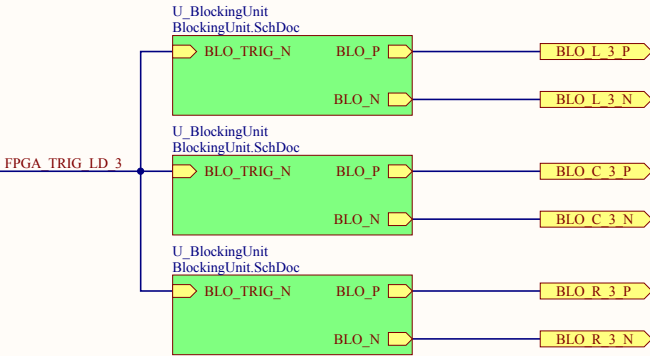 U_BlockingUnit
BlockingUnit.SchDoc
BLO_TRIG_N BLO_P BLO_L_3_P
BLO_N BLO_L_3_N
U_BlockingUnit
BlockingUnit.SchDoc
FPGA_TRIG_LD_3
BLO_TRIG_N BLO_P BLO_C_3_P
BLO_N BLO_C_3_N
U_BlockingUnit
BlockingUnit.SchDoc
BLO_TRIG_N BLO_P BLO_R_3_P
BLO_N BLO_R_3_N